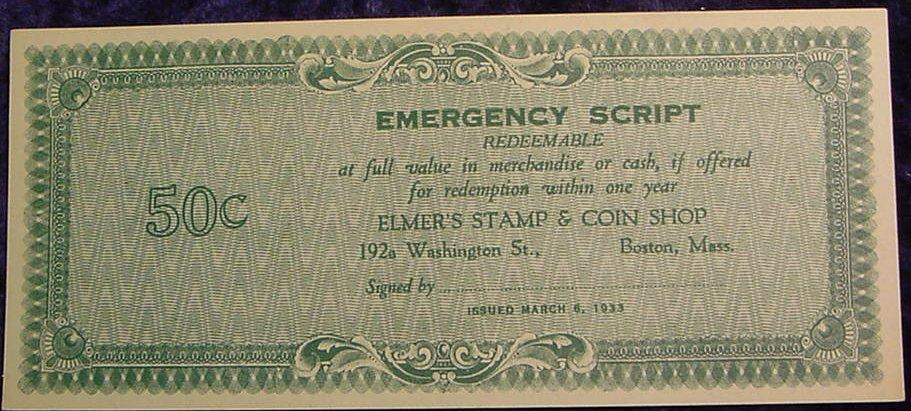 EMERGENCY SCRIPT
REDEEMABLE
at full value in merchandise or cash, if offered
for redemption within one year
50c
ELMER'S STAMP & COIN SHOP
192a Washington St., Boston, Mass.
Signed by
ISSUED MARCH 6, 1933